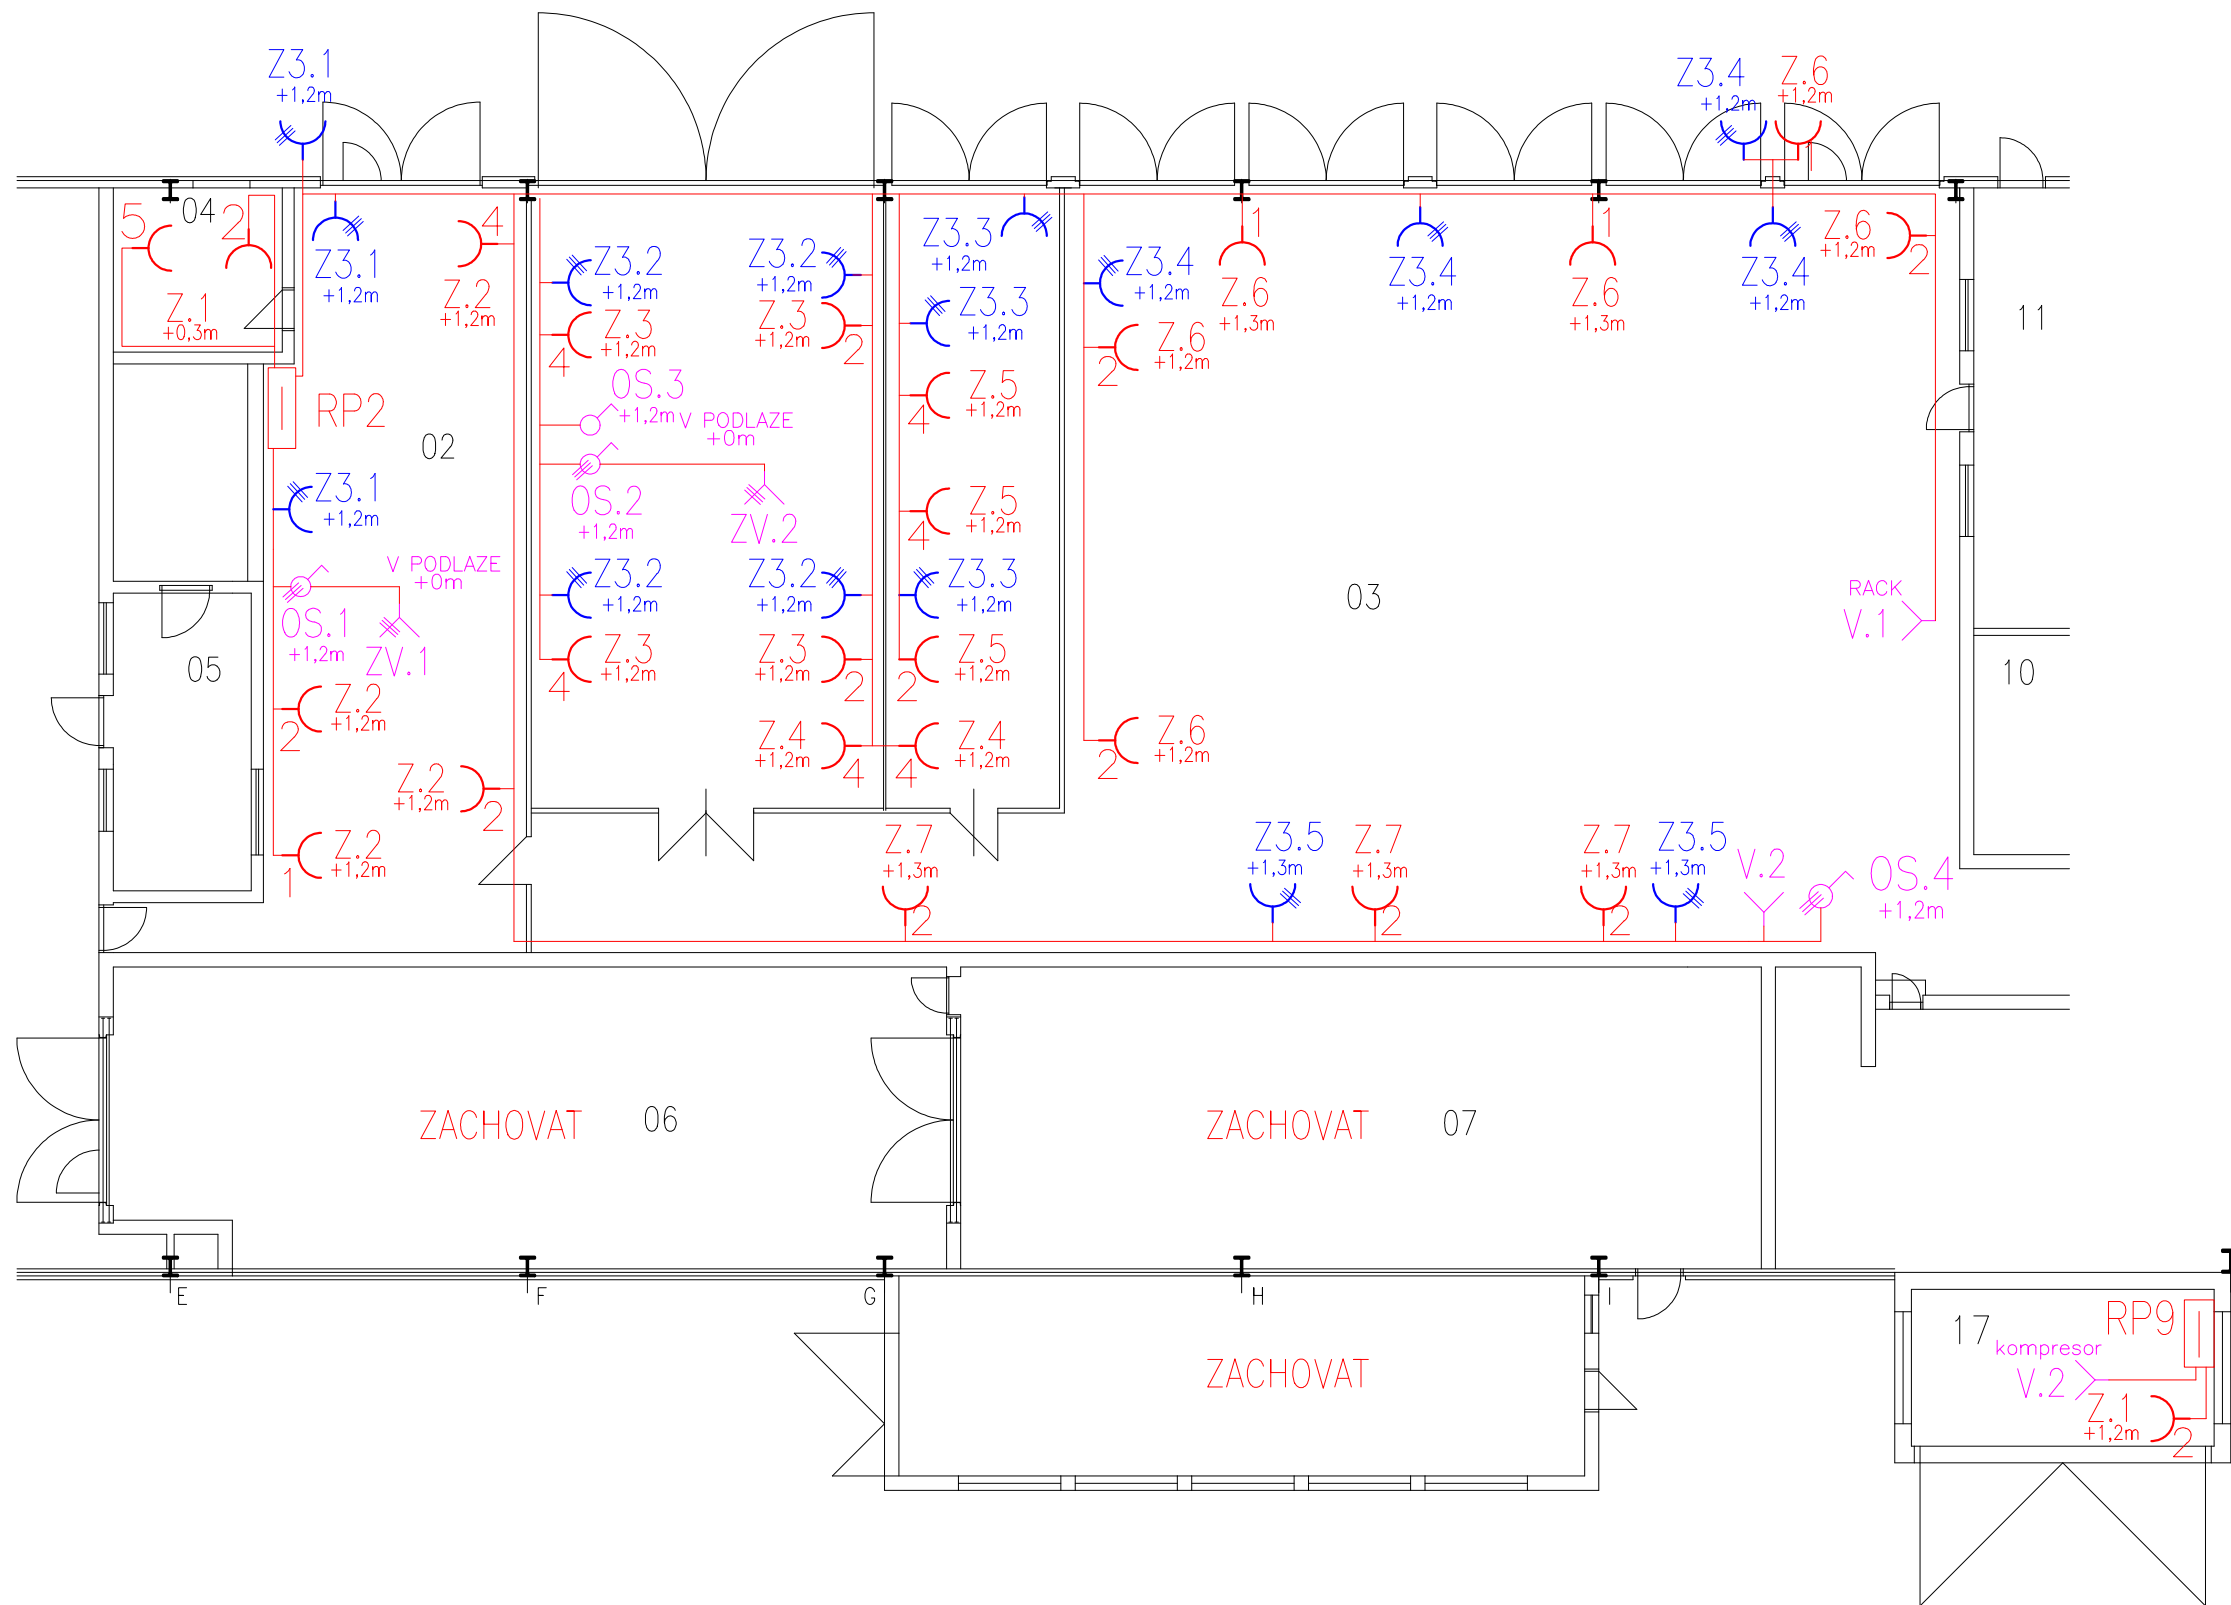 Z3.1
+1,2m
Z3.4
+1,2m
Z.6
+1,2m
1
5
04
2
Z.1
+0,3m
Z3.1
+1,2m
4
Z.2
+1,2m
Z3.2
+1,2m
Z.3
+1,2m
4
Z3.2
+1,2m
Z.3
+1,2m
2
Z3.3
+1,2m
Z3.3
+1,2m
Z3.4
+1,2m
Z.6
+1,2m
2
1
Z.6
+1,3m
Z3.4
+1,2m
1
Z.6
+1,3m
Z3.4
+1,2m
Z.6
+1,2m
2
11
RP2
02
OS.3
+1,2m
V PODLAZE
+0m
OS.2
+1,2m
ZV.2
Z.5
+1,2m
4
Z.5
+1,2m
4
Z3.1
+1,2m
V PODLAZE
+0m
OS.1
+1,2m
ZV.1
Z3.2
+1,2m
Z3.2
+1,2m
Z3.3
+1,2m
03
RACK
V.1
05
Z.3
+1,2m
4
Z.3
+1,2m
2
Z.5
+1,2m
2
10
Z.2
+1,2m
2
Z.4
+1,2m
4
Z.4
+1,2m
4
Z.6
+1,2m
2
Z.2
+1,2m
2
Z.2
+1,2m
1
Z.7
+1,3m
2
Z3.5
+1,3m
Z.7
+1,3m
2
Z.7
+1,3m
2
Z3.5
+1,3m
V.2
OS.4
+1,2m
ZACHOVAT
06
ZACHOVAT
07
E
F
G
H
I
17
RP9
kompresor
V.2
Z.1
+1,2m
2
ZACHOVAT